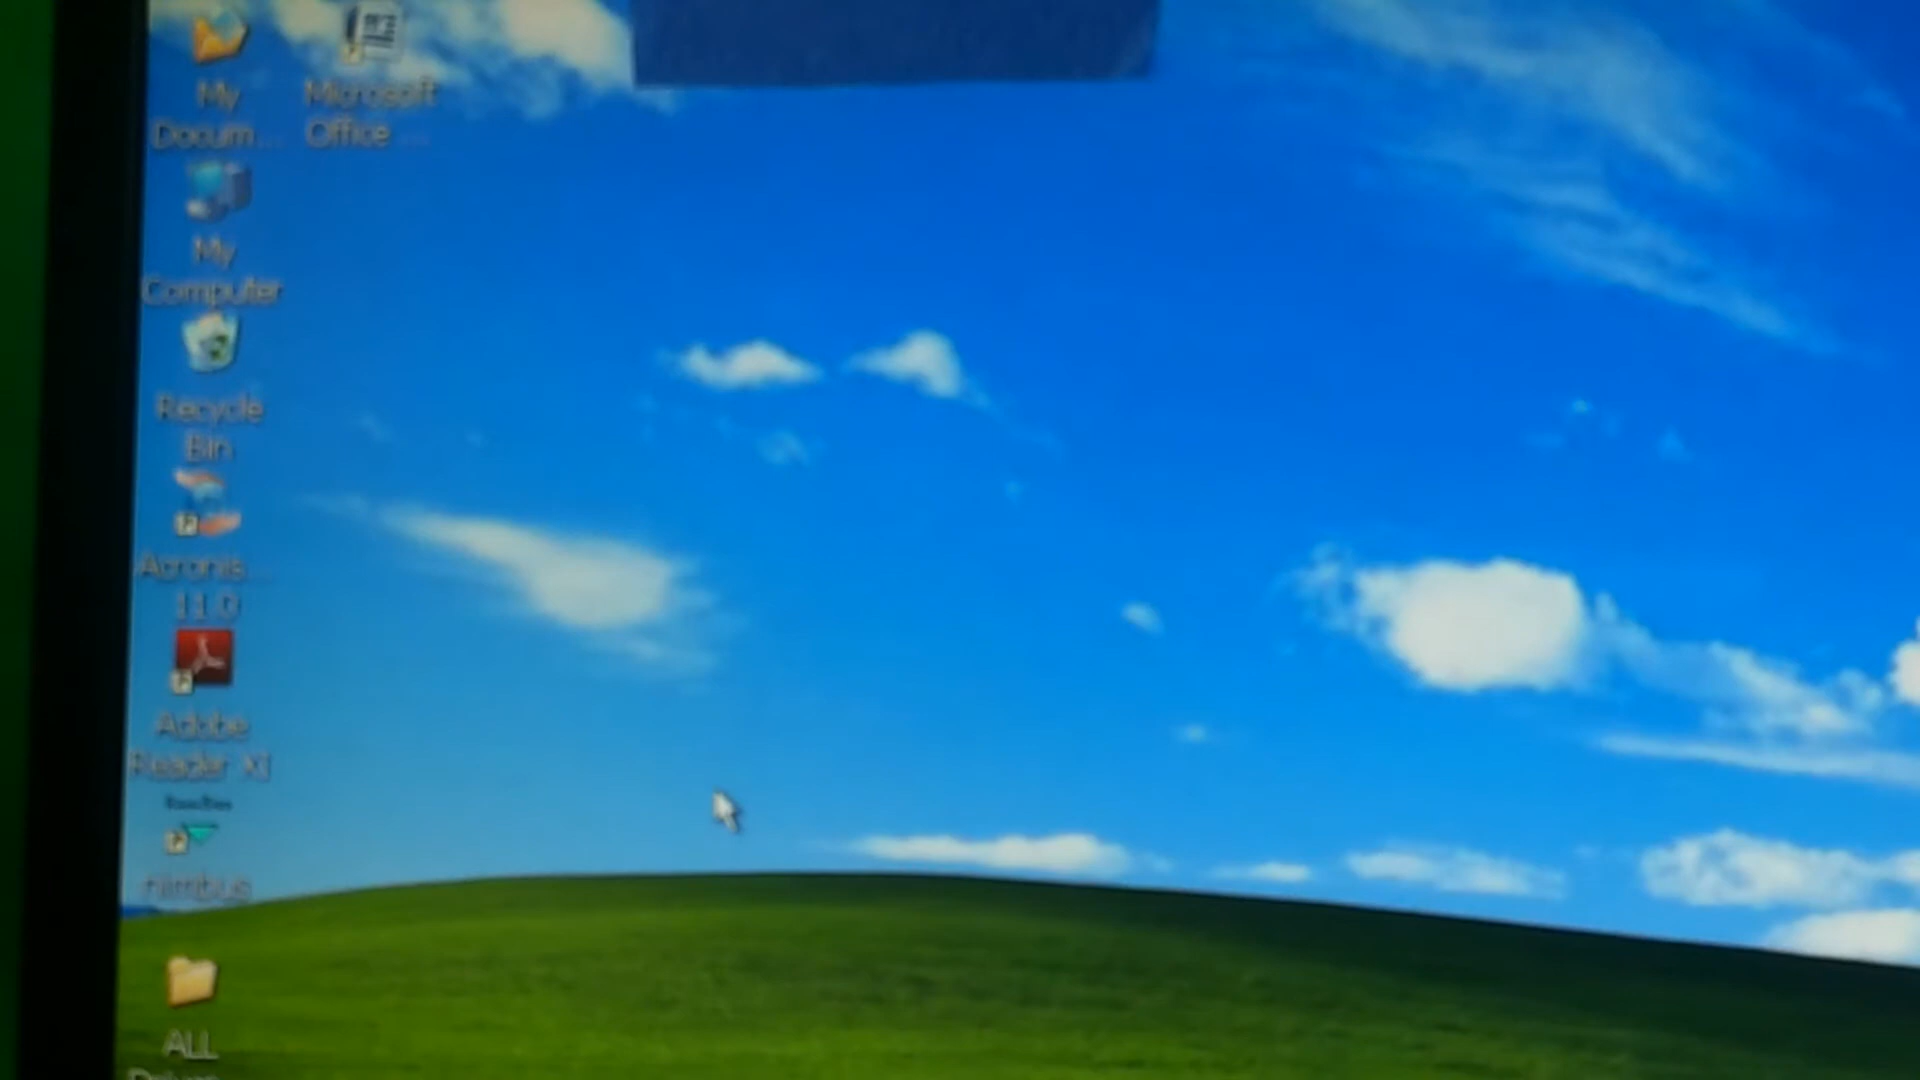 My
Docum...
Microsoft
Office ...
My
Computer
Recycle
Bin
Acronis...
11.0
Adobe
Reader XI
nimbus
ALL